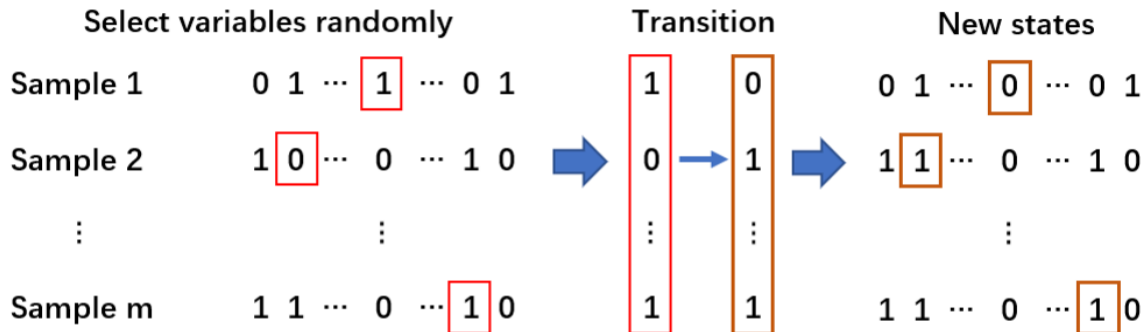 Select variables randomly Transition New states
Sample 1 0 1 ··· 1 ··· 0 1 1 0 0 1 ··· 0 ··· 0 1
Sample 2 1 0 ··· 0 ··· 1 0 0 1 1 1 ··· 0 ··· 1 0
⋮ ⋮ ⋮ ⋮ ⋮
Sample m 1 1 ··· 0 ··· 1 0 1 1 1 1 ··· 0 ··· 1 0